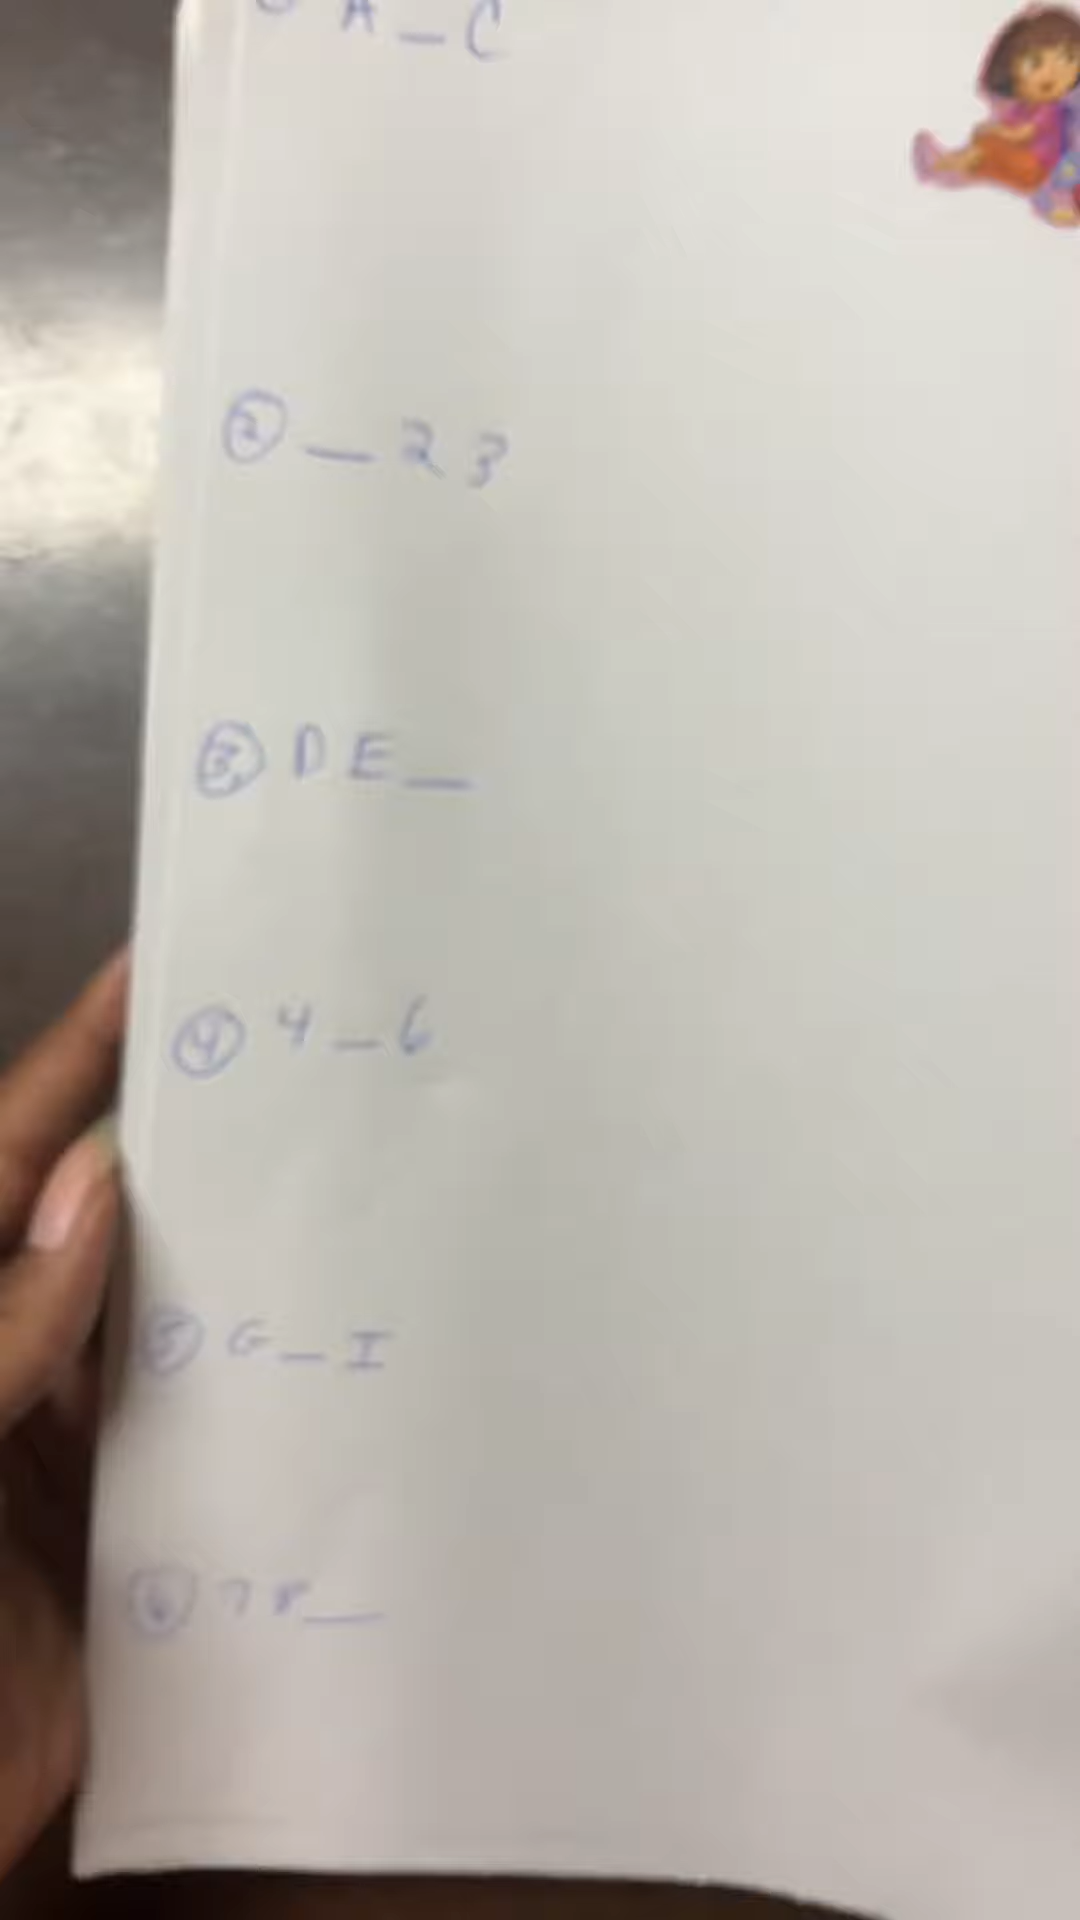 A _ C
② _ 2 3
③ D E _
④ 4 _ 6
⑤ G _ I
⑥ 7 8 _